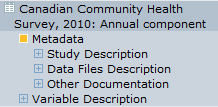 Canadian Community Health
Survey, 2010: Annual component
Metadata
Study Description
Data Files Description
Other Documentation
Variable Description